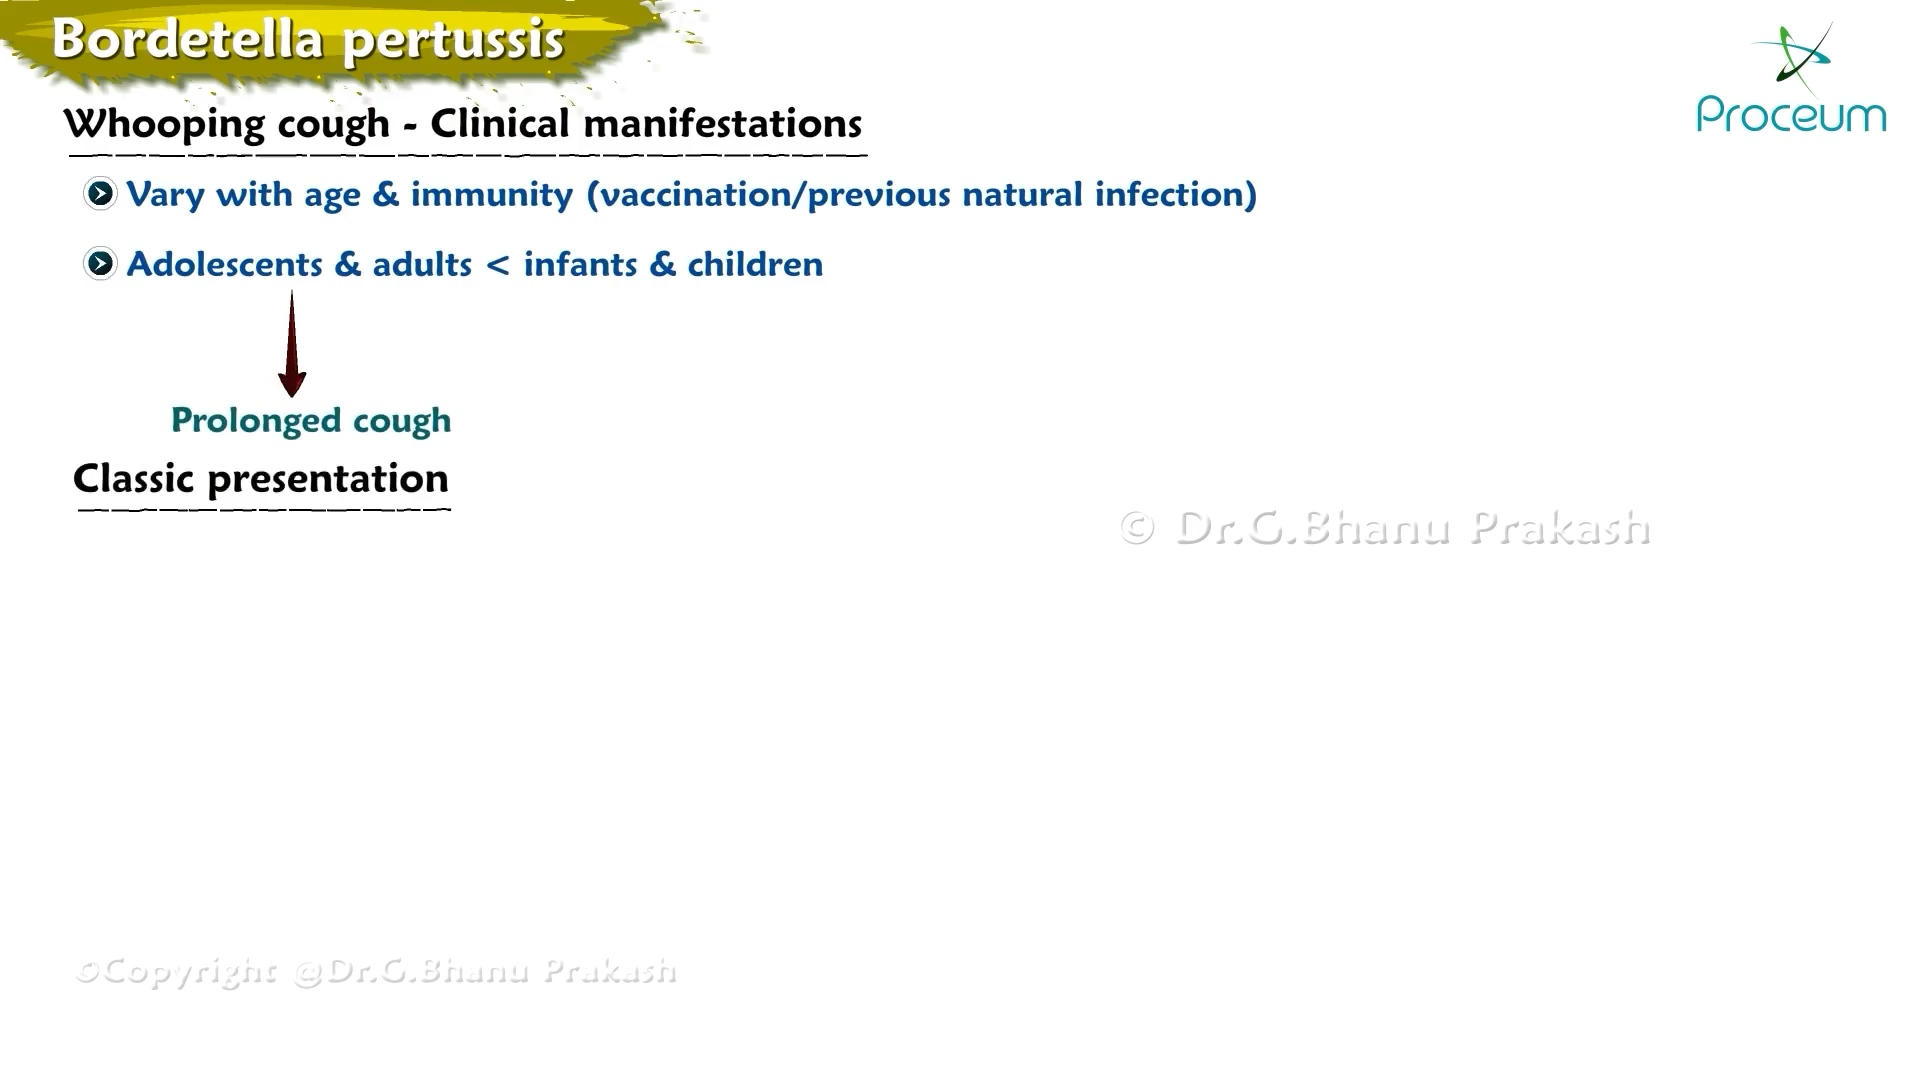 Bordetella pertussis
Proceum
Whooping cough - Clinical manifestations
Vary with age & immunity (vaccination/previous natural infection)
Adolescents & adults < infants & children
Prolonged cough
Classic presentation
© Dr.G.Bhanu Prakash
©Copyright @Dr.G.Bhanu Prakash